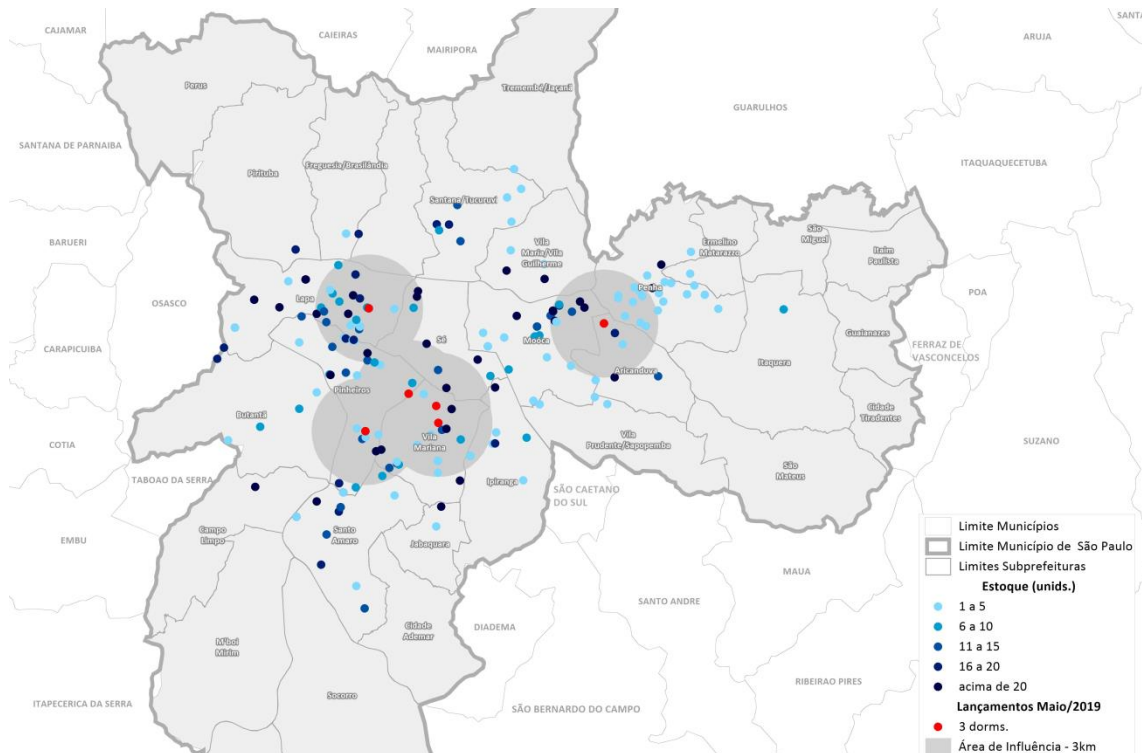 CAJAMAR
CAIEIRAS
MAIRIPORA
ARUJA
SANTA
Perus
Tremembé/Jaçanã
GUARULHOS
SANTANA DE PARNAIBA
Freguesia/Brasilândia
ITAQUAQUECETUBA
Pirituba
Santana/Tucuruvi
São
Miguel
BARUERI
Vila
Maria/Vila
Guilherme
Ermelino
Matarazzo
Itaim
Paulista
OSASCO
Lapa
Penha
POA
Sé
Moóca
Guaianazes
CARAPICUIBA
FERRAZ DE
VASCONCELOS
Itaquera
Pinheiros
Aricanduva
Cidade
Tiradentes
Butantã
COTIA
Vila
Mariana
Vila
Prudente/Sapopemba
SUZANO
TABOAO DA SERRA
Ipiranga
São
Mateus
SÃO CAETANO
DO SUL
Campo
Limpo
Santo
Amaro
EMBU
Jabaquara
MAUA
SANTO ANDRE
Cidade
Ademar
DIADEMA
M'boi
Mirim
RIBEIRAO PIRES
Socorro
ITAPECERICA DA SERRA
SÃO BERNARDO DO CAMPO
Limite Municípios
Limite Município de São Paulo
Limites Subprefeituras
Estoque (unids.)
1 a 5
6 a 10
11 a 15
16 a 20
acima de 20
Lançamentos Maio/2019
3 dorms.
Área de Influência - 3km